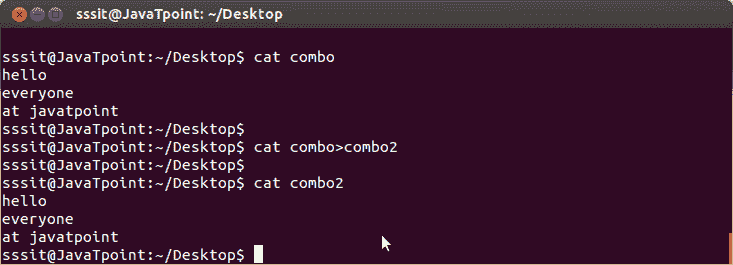 sssit@JavaTpoint: ~/Desktop
sssit@JavaTpoint:~/Desktop$ cat combo
hello
everyone
at javatpoint
sssit@JavaTpoint:~/Desktop$
sssit@JavaTpoint:~/Desktop$ cat combo>combo2
sssit@JavaTpoint:~/Desktop$
sssit@JavaTpoint:~/Desktop$ cat combo2
hello
everyone
at javatpoint
sssit@JavaTpoint:~/Desktop$